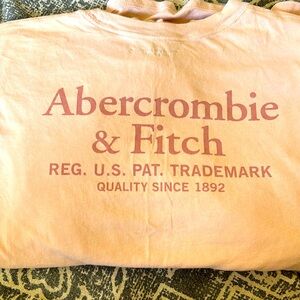 Abercrombie
& Fitch
REG. U.S. PAT. TRADEMARK
QUALITY SINCE 1892